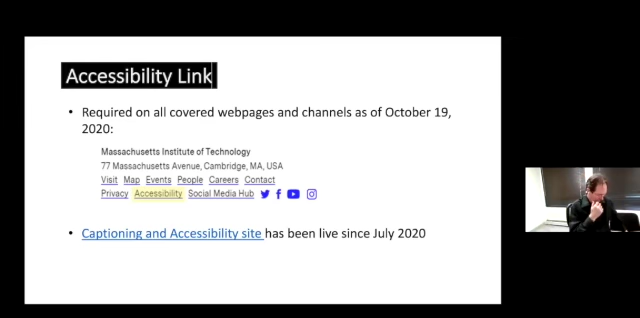 Accessibility Link
• Required on all covered webpages and channels as of October 19,
2020:
Massachusetts Institute of Technology
77 Massachusetts Avenue, Cambridge, MA, USA
Visit Map Events People Careers Contact
Privacy Accessibility Social Media Hub
• Captioning and Accessibility site has been live since July 2020